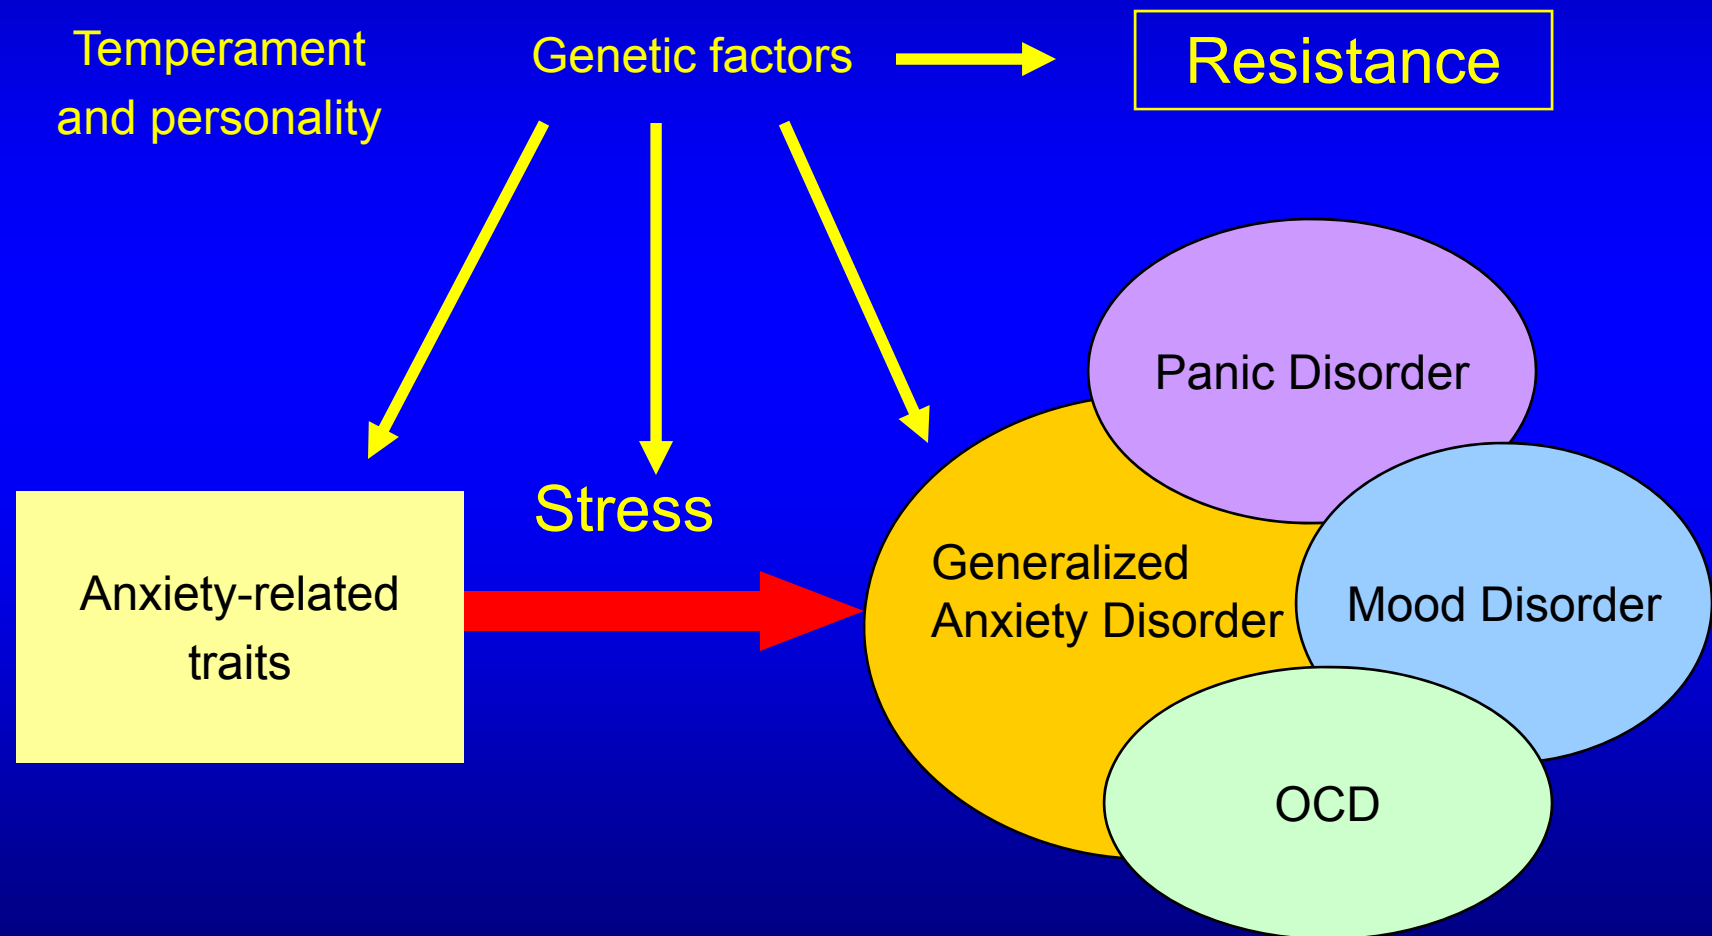 Temperament
and personality
Genetic factors
Resistance
Panic Disorder
Stress
Generalized
Anxiety Disorder
Mood Disorder
Anxiety-related
traits
OCD